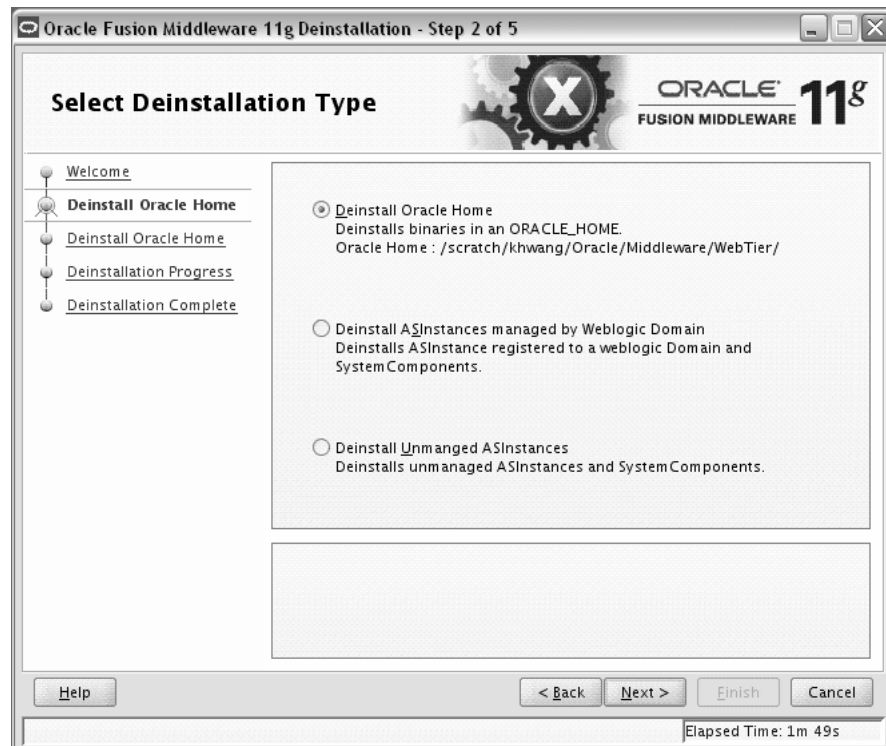 Oracle Fusion Middleware 11g Deinstallation - Step 2 of 5
Select Deinstallation Type
X
ORACLE
FUSION MIDDLEWARE
11g
Welcome
Deinstall Oracle Home
Deinstall Oracle Home
Deinstallation Progress
Deinstallation Complete
Deinstall Oracle Home
Deinstalls binaries in an ORACLE_HOME.
Oracle Home : /scratch/khwang/Oracle/Middleware/WebTier/
Deinstall ASInstances managed by Weblogic Domain
Deinstalls ASInstance registered to a weblogic Domain and
SystemComponents.
Deinstall Unmanged ASInstances
Deinstalls unmanaged ASInstances and SystemComponents.
Help
< Back
Next >
Finish
Cancel
Elapsed Time: 1m 49s